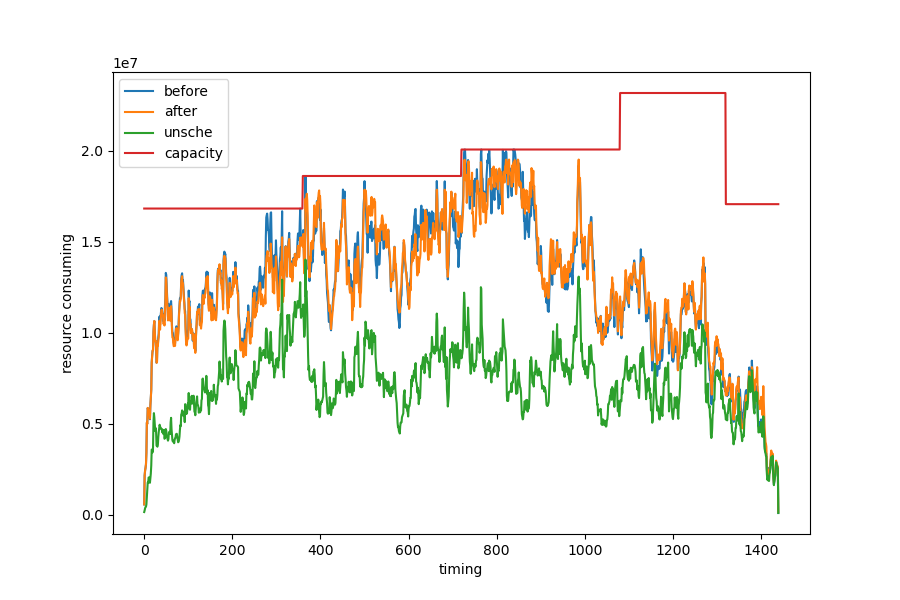 1e7
before
after
unsche
capacity
2.0
1.5
1.0
0.5
0.0
resource consuming
0 200 400 600 800 1000 1200 1400
timing